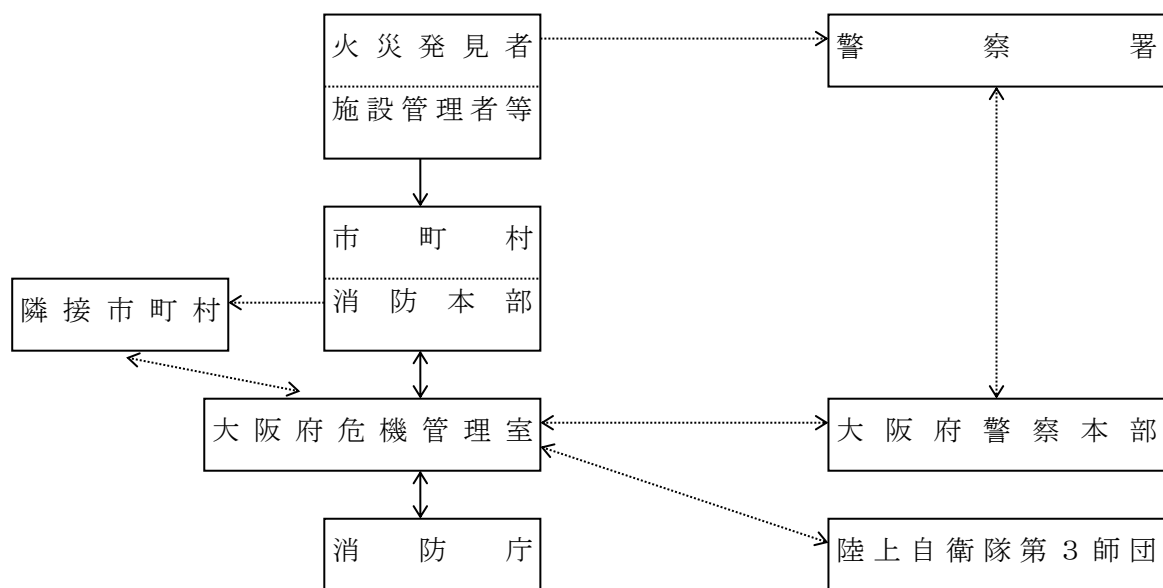 火災発見者
警察署
施設管理者等
市町村
消防本部
隣接市町村
大阪府危機管理室
大阪府警察本部
消防庁
陸上自衛隊第３師団